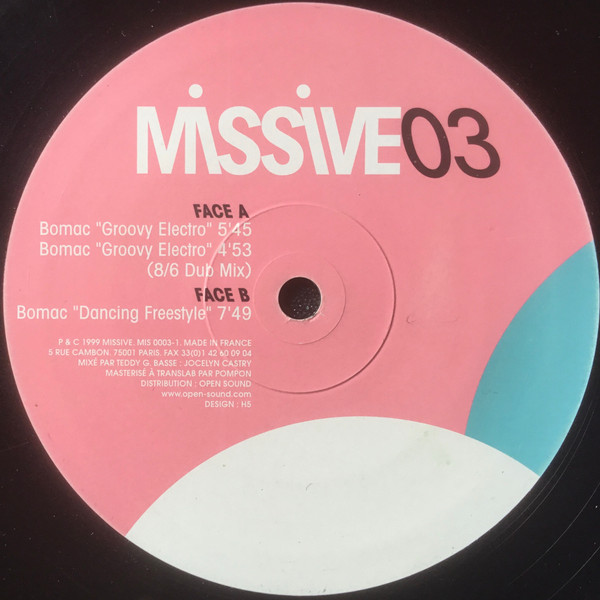 MiSSiVE03
FACE A
Bomac "Groovy Electro" 5'45
Bomac "Groovy Electro" 4'53
(8/6 Dub Mix)
FACE B
Bomac "Dancing Freestyle" 7'49
P & C 1999 MISSIVE. MIS 0003-1. MADE IN FRANCE
5 RUE CAMBON. 75001 PARIS. FAX 33(0)1 42 60 09 04
MIXÉ PAR TEDDY G. BASSE : JOCELYN CASTRY
MASTERISÉ À TRANSLAB PAR POMPON
DISTRIBUTION : OPEN SOUND
www.open-sound.com
DESIGN : H5